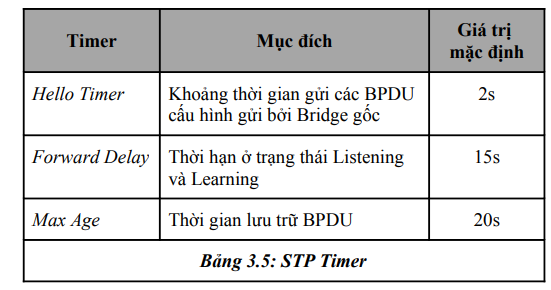 Timer Mục đích Giá trị
mặc định
Hello Timer Khoảng thời gian gửi các BPDU 2s
cấu hình gửi bởi Bridge gốc
Forward Delay Thời hạn ở trạng thái Listening 15s
và Learning
Max Age Thời gian lưu trữ BPDU 20s
Bảng 3.5: STP Timer